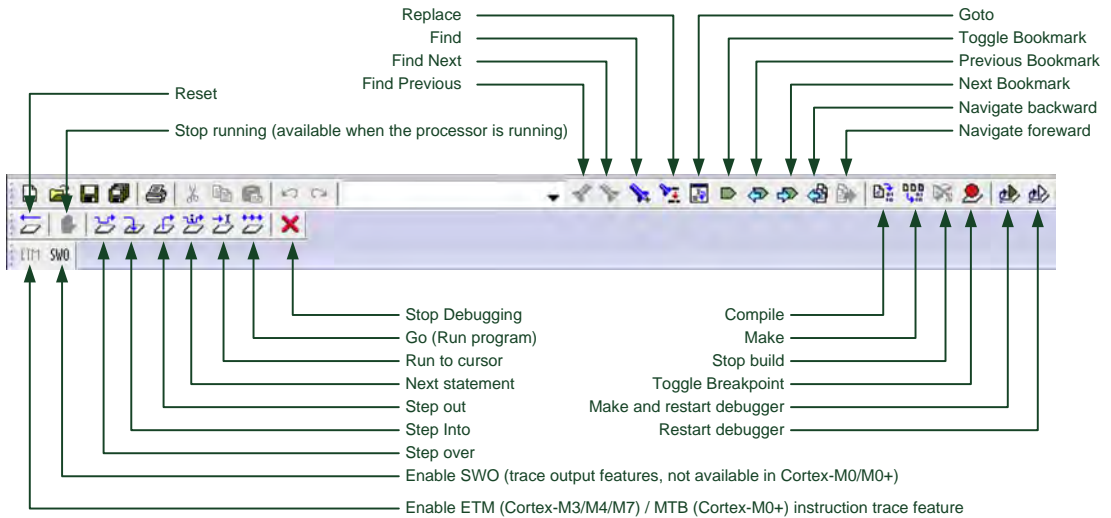 Replace
Find
Find Next
Find Previous
Goto
Toggle Bookmark
Previous Bookmark
Next Bookmark
Navigate backward
Navigate foreward
Reset
Stop running (available when the processor is running)
ETM SWO
Stop Debugging
Go (Run program)
Run to cursor
Next statement
Step out
Step Into
Step over
Compile
Make
Stop build
Toggle Breakpoint
Make and restart debugger
Restart debugger
Enable SWO (trace output features, not available in Cortex-M0/M0+)
Enable ETM (Cortex-M3/M4/M7) / MTB (Cortex-M0+) instruction trace feature